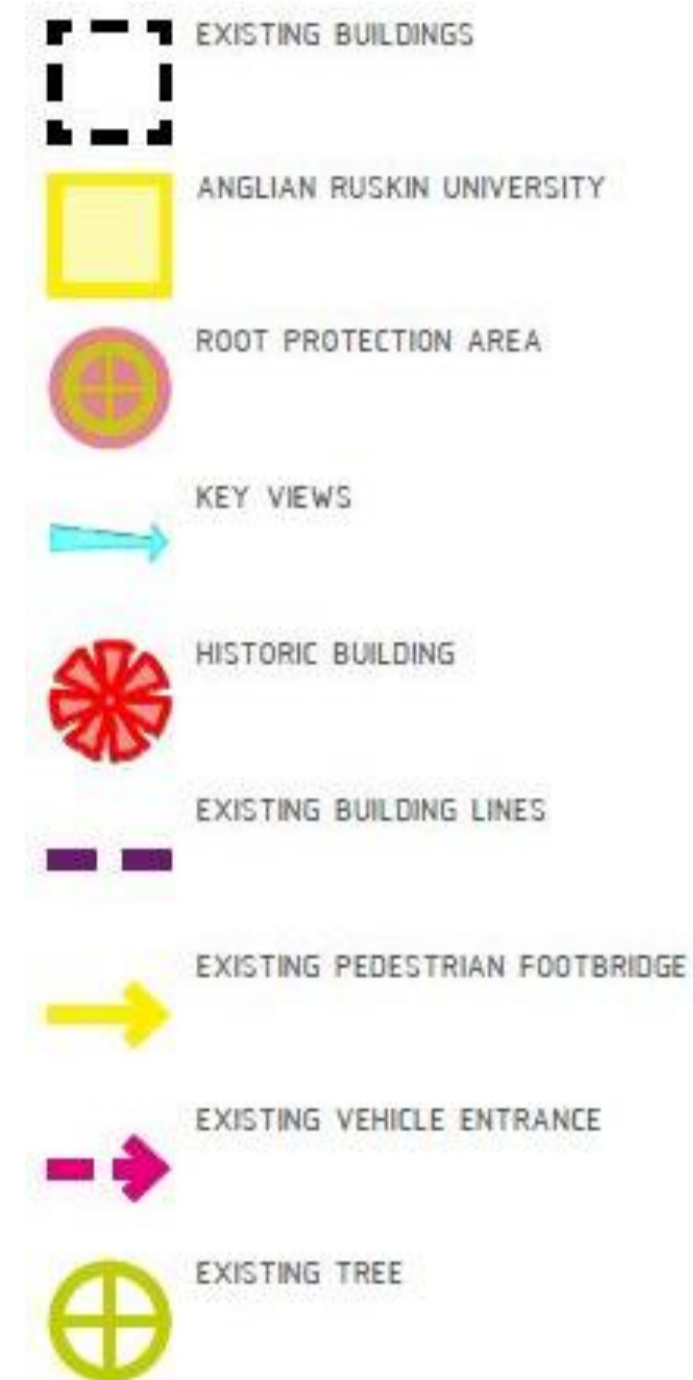 EXISTING BUILDINGS
ANGLIAN RUSKIN UNIVERSITY
ROOT PROTECTION AREA
KEY VIEWS
HISTORIC BUILDING
EXISTING BUILDING LINES
EXISTING PEDESTRIAN FOOTBRIDGE
EXISTING VEHICLE ENTRANCE
EXISTING TREE